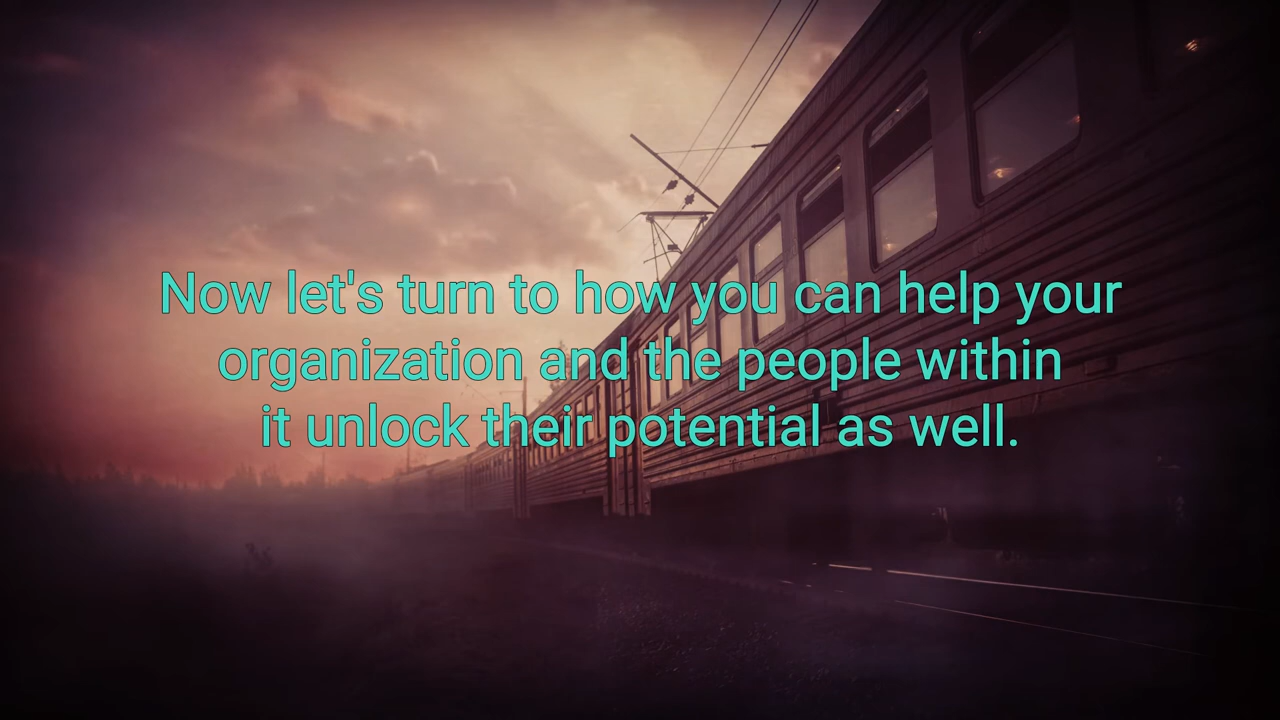 Now let's turn to how you can help your
organization and the people within
it unlock their potential as well.